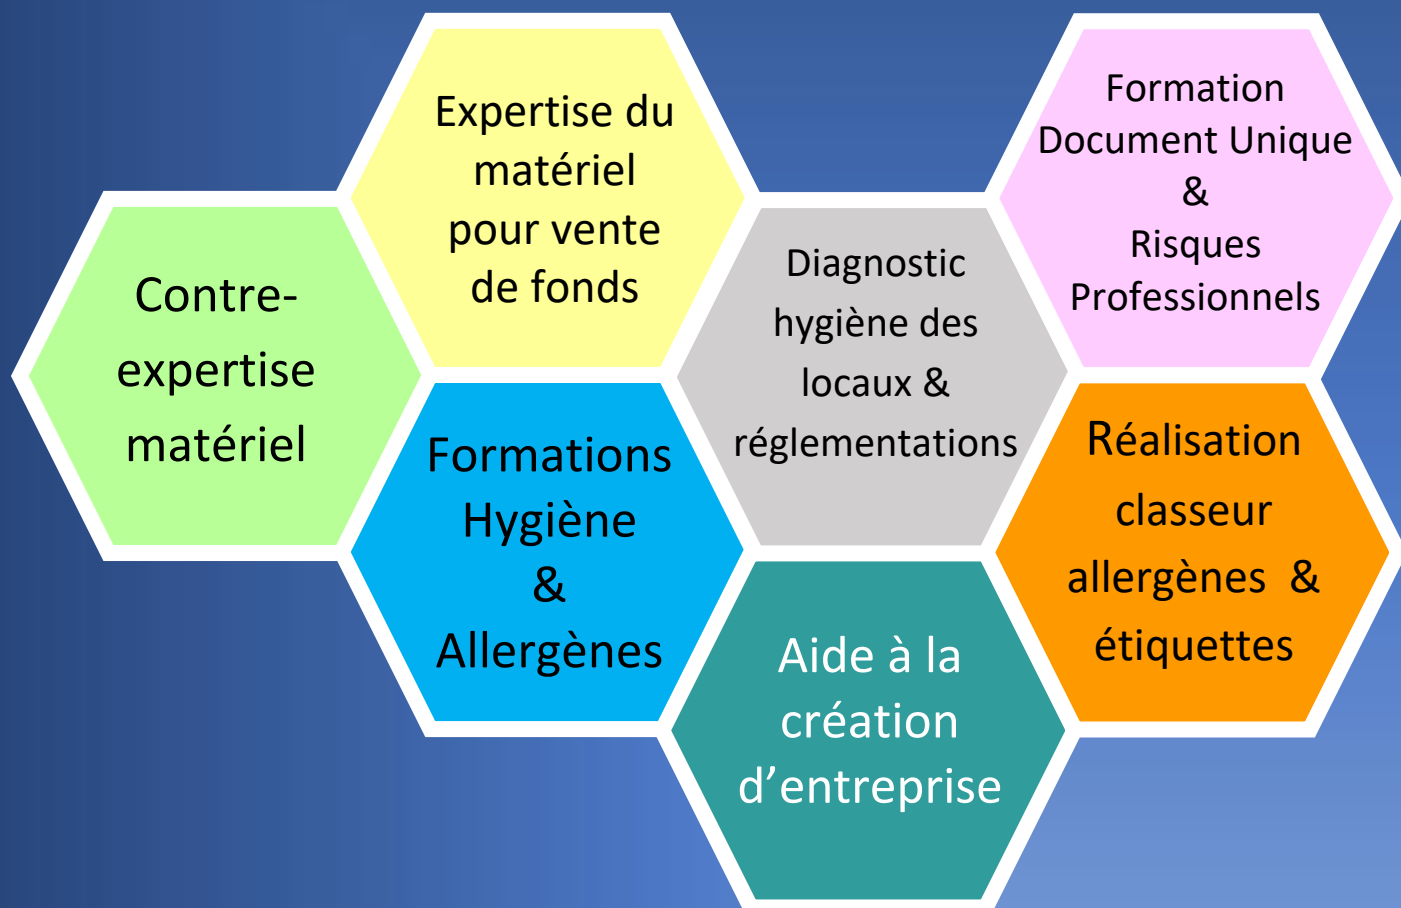 Contre-
expertise
matériel
Expertise du
matériel
pour vente
de fonds
Formations
Hygiène
&
Allergènes
Diagnostic
hygiène des
locaux &
réglementations
Aide à la
création
d’entreprise
Formation
Document Unique
&
Risques
Professionnels
Réalisation
classeur
allergènes &
étiquettes